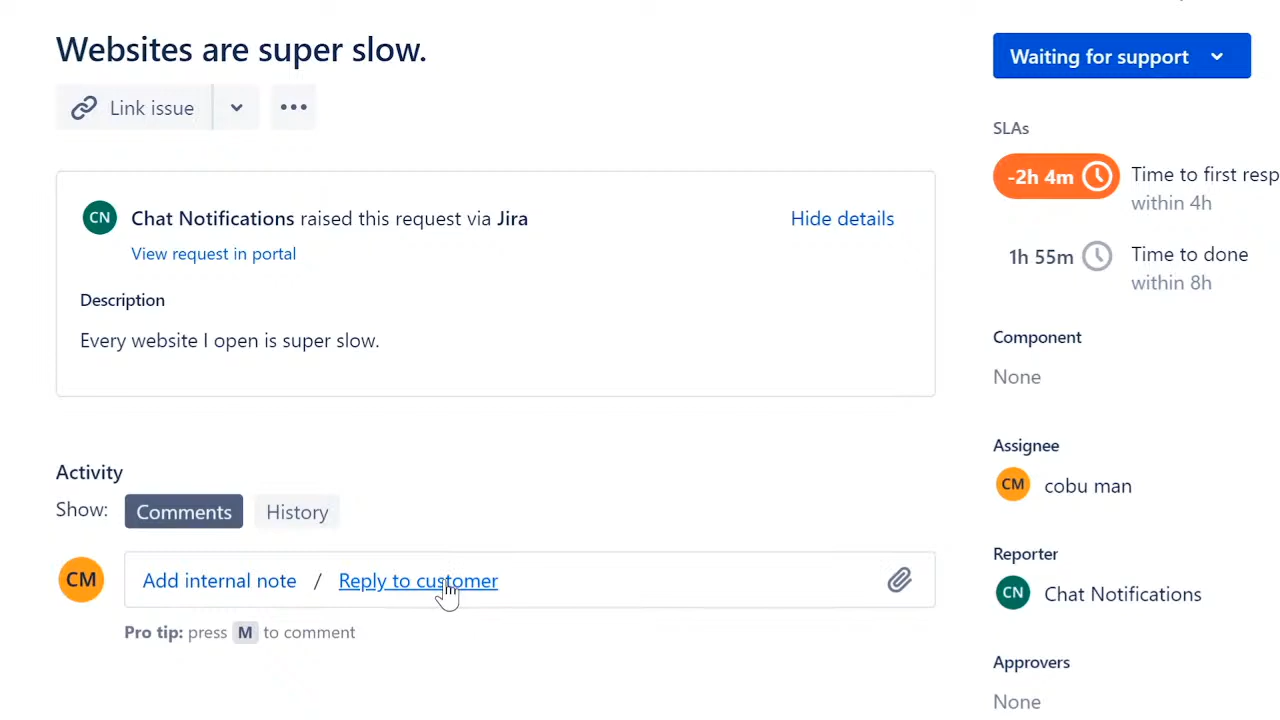 Websites are super slow.
Link issue
CN
Chat Notifications raised this request via Jira
Hide details
View request in portal
Description
Every website I open is super slow.
Activity
Show: Comments History
CM
Add internal note / Reply to customer
Pro tip: press M to comment
Waiting for support
SLAs
-2h 4m Time to first resp
within 4h
1h 55m Time to done
within 8h
Component
None
Assignee
CM cobu man
Reporter
CN Chat Notifications
Approvers
None